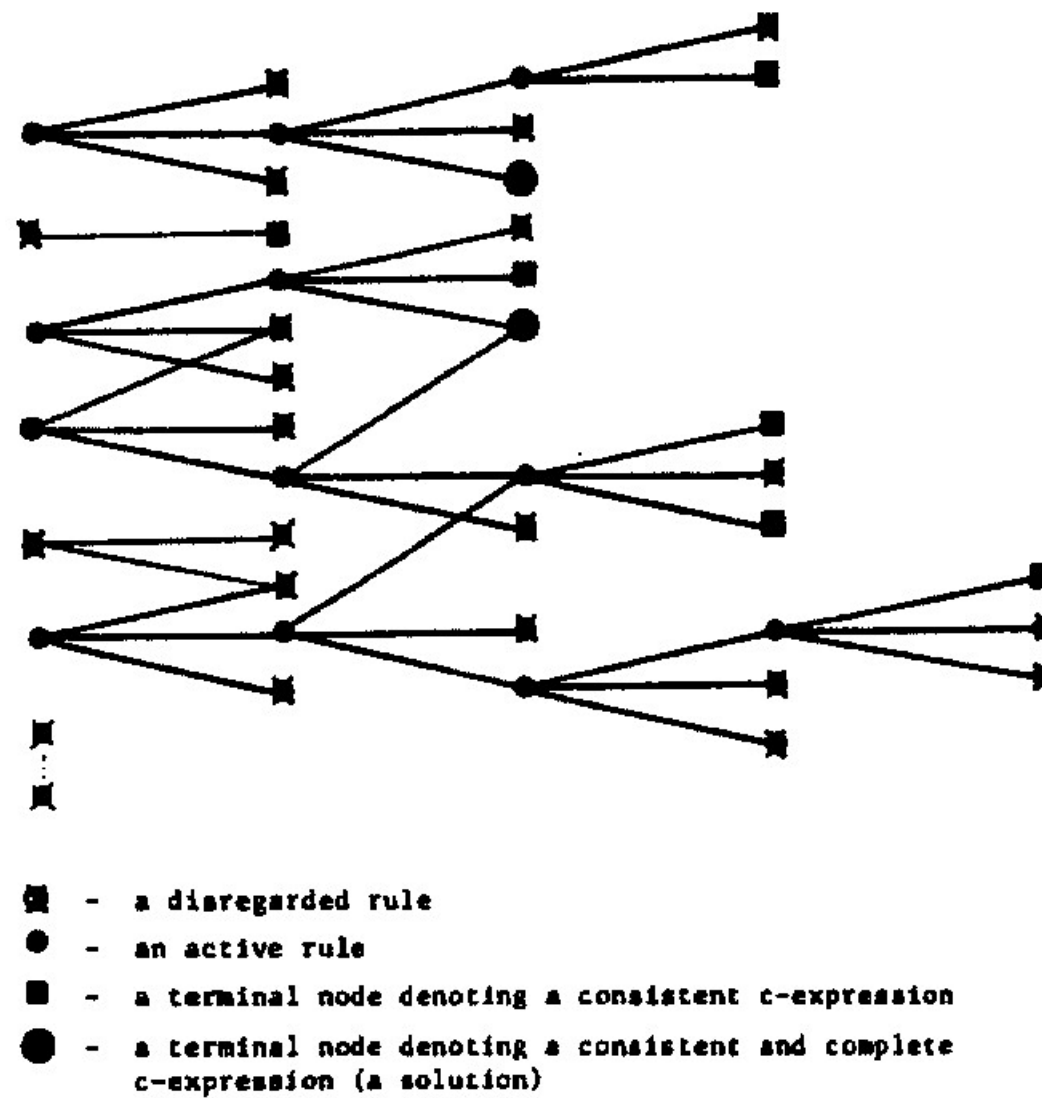 - a disregarded rule
- an active rule
- a terminal node denoting a consistent c-expression
- a terminal node denoting a consistent and complete
c-expression (a solution)